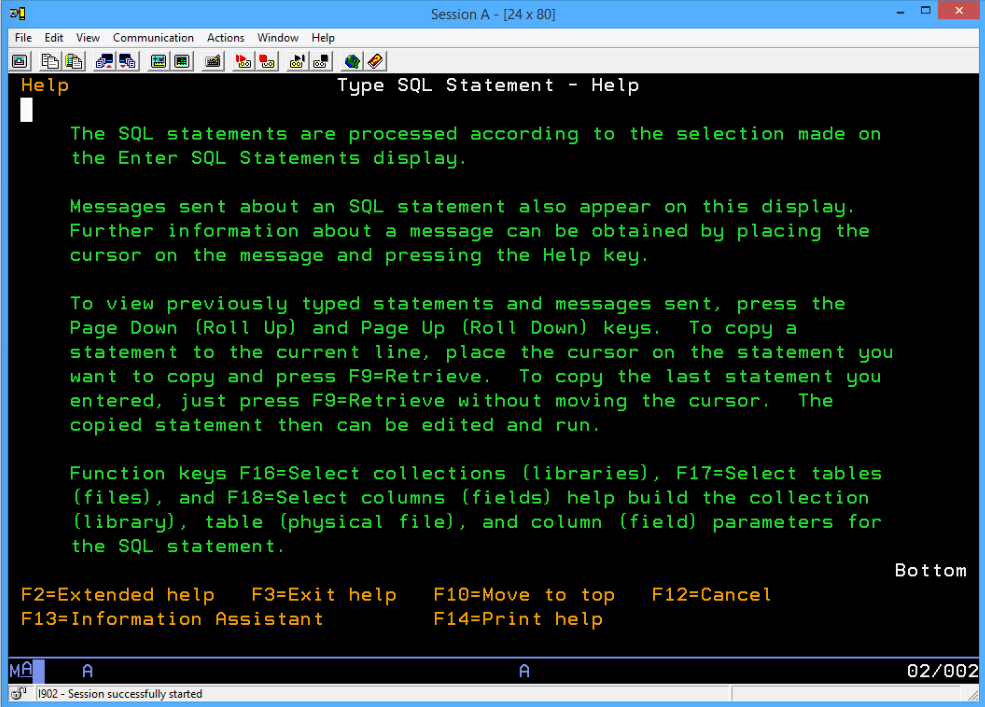 Session A - [24 x 80]
File Edit View Communication Actions Window Help
Help Type SQL Statement - Help
The SQL statements are processed according to the selection made on
the Enter SQL Statements display.
Messages sent about an SQL statement also appear on this display.
Further information about a message can be obtained by placing the
cursor on the message and pressing the Help key.
To view previously typed statements and messages sent, press the
Page Down (Roll Up) and Page Up (Roll Down) keys. To copy a
statement to the current line, place the cursor on the statement you
want to copy and press F9=Retrieve. To copy the last statement you
entered, just press F9=Retrieve without moving the cursor. The
copied statement then can be edited and run.
Function keys F16=Select collections (libraries), F17=Select tables
(files), and F18=Select columns (fields) help build the collection
(library), table (physical file), and column (field) parameters for
the SQL statement.
Bottom
F2=Extended help F3=Exit help F10=Move to top F12=Cancel
F13=Information Assistant F14=Print help
MA A A 02/002
I902 - Session successfully started